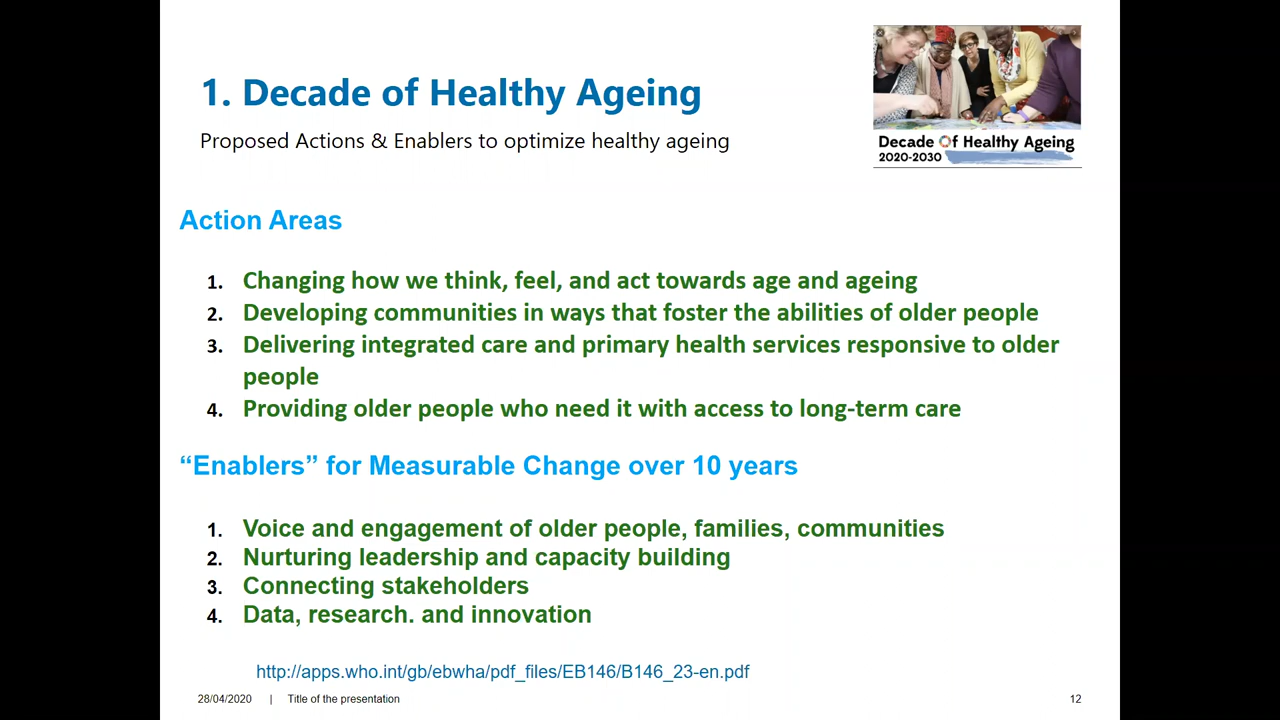 1. Decade of Healthy Ageing
Proposed Actions & Enablers to optimize healthy ageing
Decade Of Healthy Ageing
2020-2030
Action Areas
1. Changing how we think, feel, and act towards age and ageing
2. Developing communities in ways that foster the abilities of older people
3. Delivering integrated care and primary health services responsive to older
people
4. Providing older people who need it with access to long-term care
“Enablers” for Measurable Change over 10 years
1. Voice and engagement of older people, families, communities
2. Nurturing leadership and capacity building
3. Connecting stakeholders
4. Data, research. and innovation
http://apps.who.int/gb/ebwha/pdf_files/EB146/B146_23-en.pdf
28/04/2020 | Title of the presentation 12